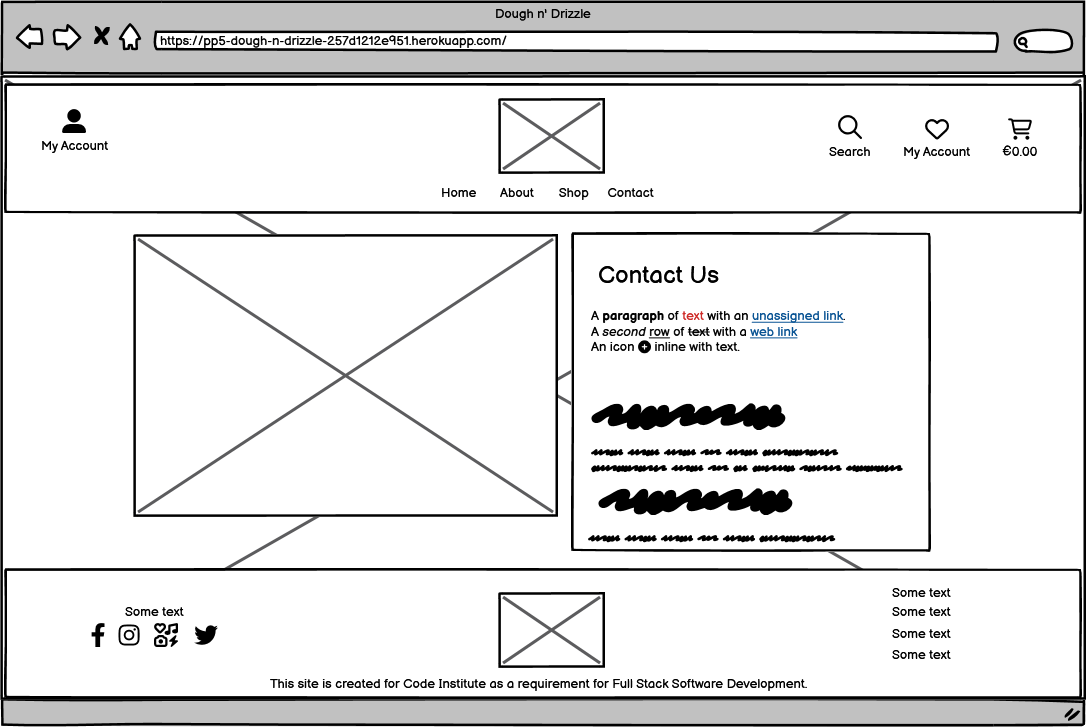 Dough n' Drizzle
https://pp5-dough-n-drizzle-257d1212e951.herokuapp.com/
My Account
Search
My Account
€0.00
Home About Shop Contact
Contact Us
A paragraph of text with an unassigned link.
A second row of text with a web link
An icon inline with text.
Some text
Some text
Some text
Some text
Some text
This site is created for Code Institute as a requirement for Full Stack Software Development.